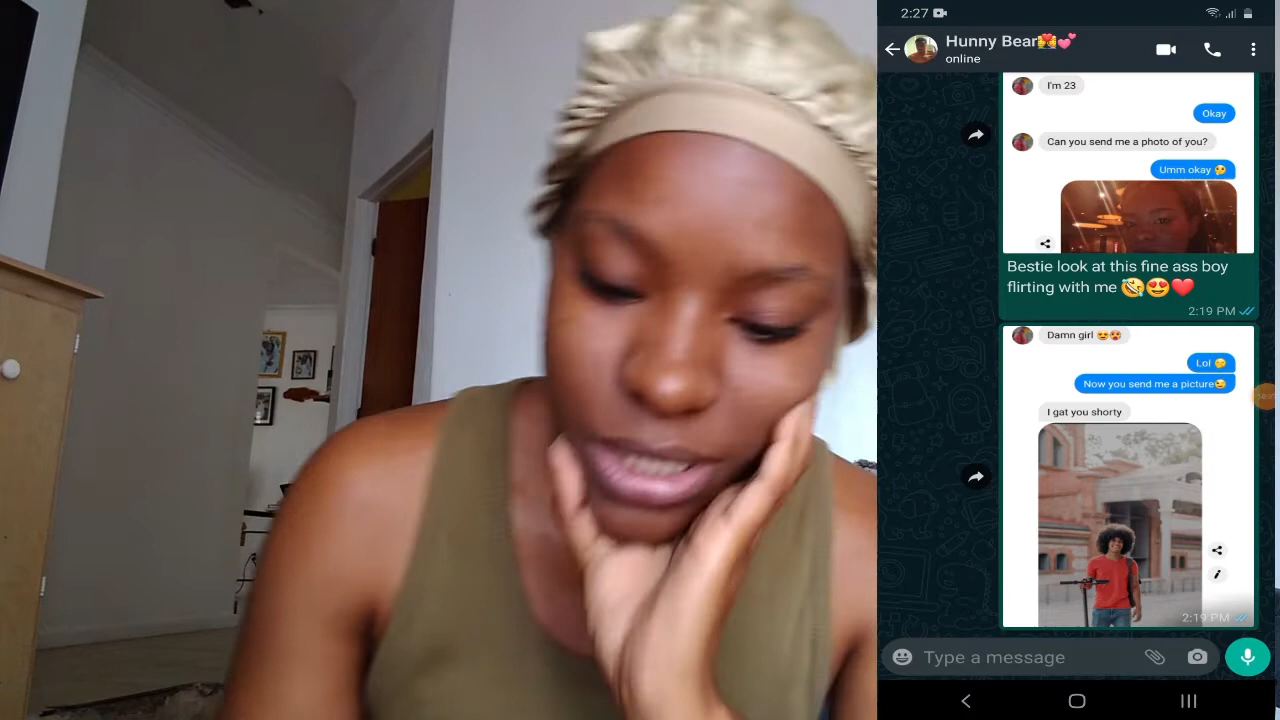 2:27
Hunny Bear👩‍❤️‍👨💕
online
I'm 23
Okay
Can you send me a photo of you?
Umm okay 🤔
Bestie look at this fine ass boy
flirting with me 🤣😍❤️
2:19 PM
Damn girl 😍😍
Lol 😊
Now you send me a picture😏
I gat you shorty
2:19 PM
Type a message